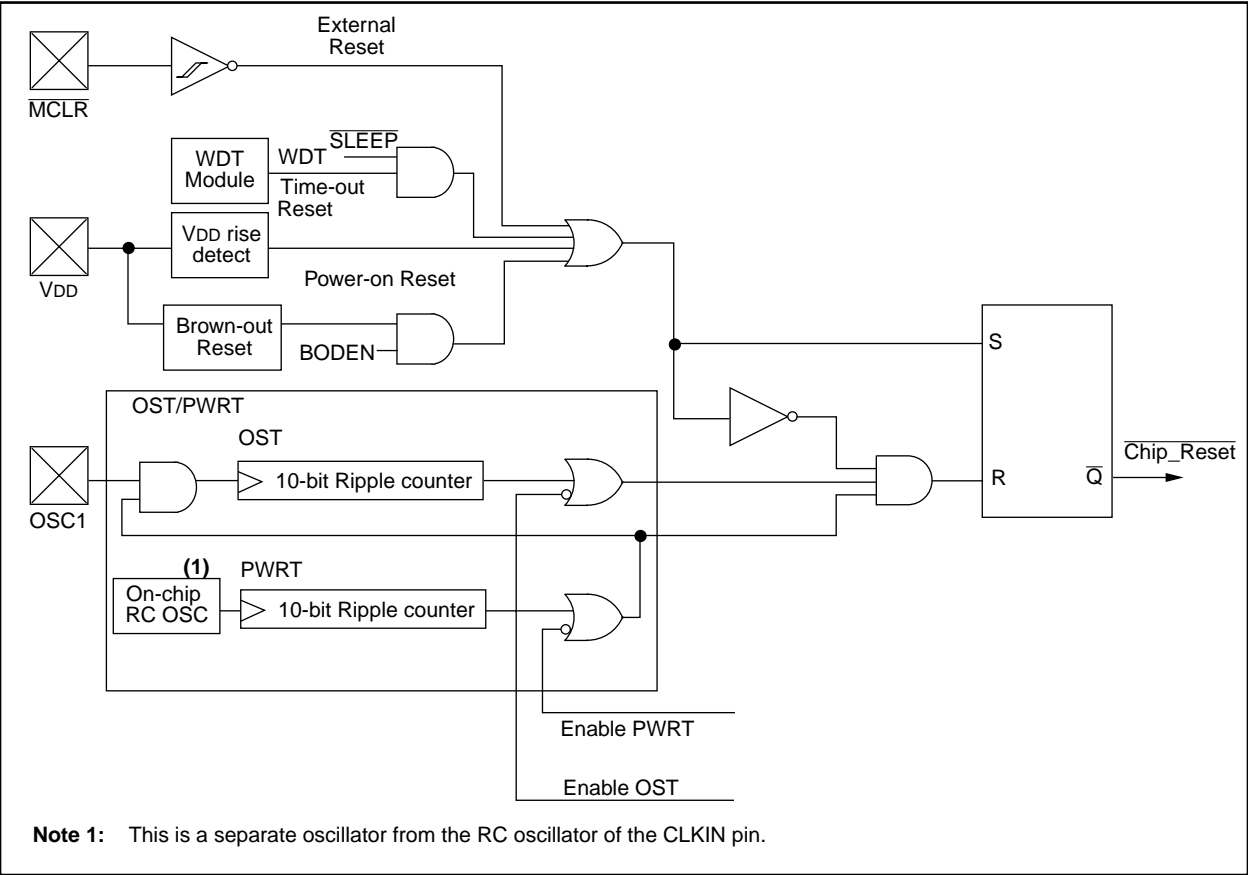 External
Reset
MCLR
SLEEP
WDT
Module
WDT
Time-out
Reset
VDD rise
detect
VDD
Power-on Reset
Brown-out
Reset
BODEN
S
OST/PWRT
OST
10-bit Ripple counter
OSC1
R
Q
Chip_Reset
(1)
PWRT
On-chip
RC OSC
10-bit Ripple counter
Enable PWRT
Enable OST
Note 1: This is a separate oscillator from the RC oscillator of the CLKIN pin.